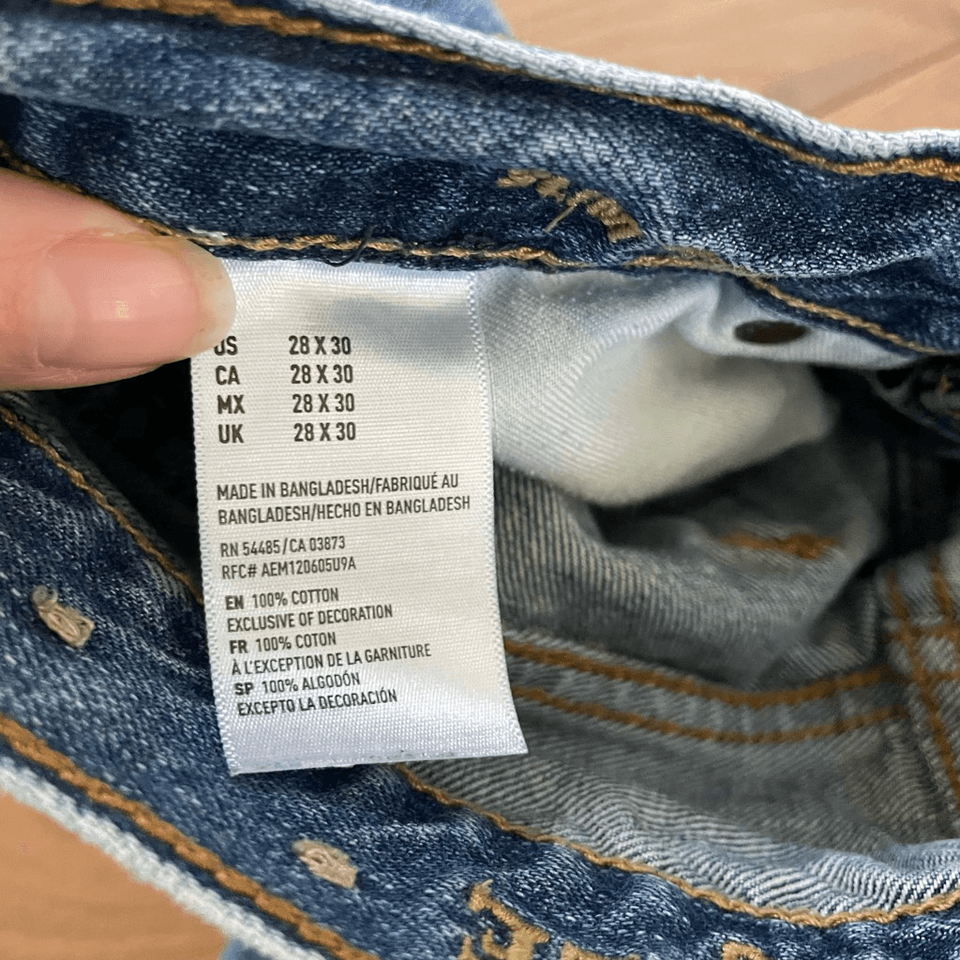 US 28 X 30
CA 28 X 30
MX 28 X 30
UK 28 X 30
MADE IN BANGLADESH/FABRIQUÉ AU
BANGLADESH/HECHO EN BANGLADESH
RN 54485/CA 03873
RFC# AEM120605U9A
EN 100% COTTON
EXCLUSIVE OF DECORATION
FR 100% COTON
À L'EXCEPTION DE LA GARNITURE
SP 100% ALGODÓN
EXCEPTO LA DECORACIÓN